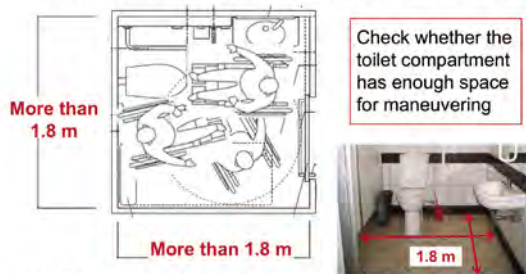 More than
1.8 m
More than 1.8 m
Check whether the
toilet compartment
has enough space
for maneuvering
1.8 m